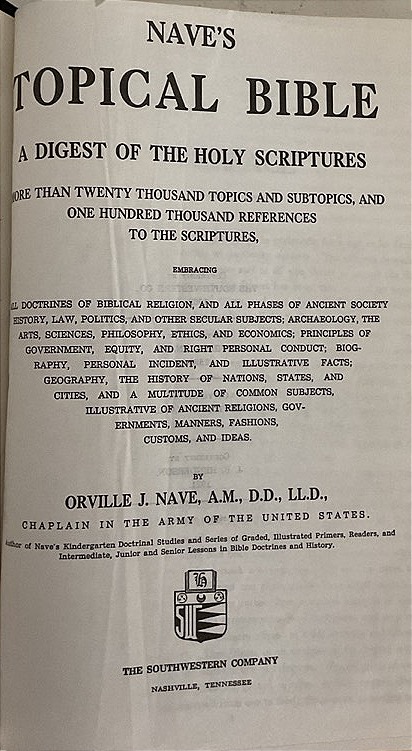 NAVE'S
TOPICAL BIBLE
A DIGEST OF THE HOLY SCRIPTURES
MORE THAN TWENTY THOUSAND TOPICS AND SUBTOPICS, AND
ONE HUNDRED THOUSAND REFERENCES
TO THE SCRIPTURES,
EMBRACING
ALL DOCTRINES OF BIBLICAL RELIGION, AND ALL PHASES OF ANCIENT SOCIETY
HISTORY, LAW, POLITICS, AND OTHER SECULAR SUBJECTS; ARCHAEOLOGY, THE
ARTS, SCIENCES, PHILOSOPHY, ETHICS, AND ECONOMICS; PRINCIPLES OF
GOVERNMENT, EQUITY, AND RIGHT PERSONAL CONDUCT; BIOG-
RAPHY, PERSONAL INCIDENT, AND ILLUSTRATIVE FACTS;
GEOGRAPHY, THE HISTORY OF NATIONS, STATES, AND
CITIES, AND A MULTITUDE OF COMMON SUBJECTS,
ILLUSTRATIVE OF ANCIENT RELIGIONS, GOV-
ERNMENTS, MANNERS, FASHIONS,
CUSTOMS, AND IDEAS.
BY
ORVILLE J. NAVE, A.M., D.D., LL.D.,
CHAPLAIN IN THE ARMY OF THE UNITED STATES.
Author of Nave's Kindergarten Doctrinal Studies and Series of Graded, Illustrated Primers, Readers, and
Intermediate, Junior and Senior Lessons in Bible Doctrines and History.
THE SOUTHWESTERN COMPANY
NASHVILLE, TENNESSEE